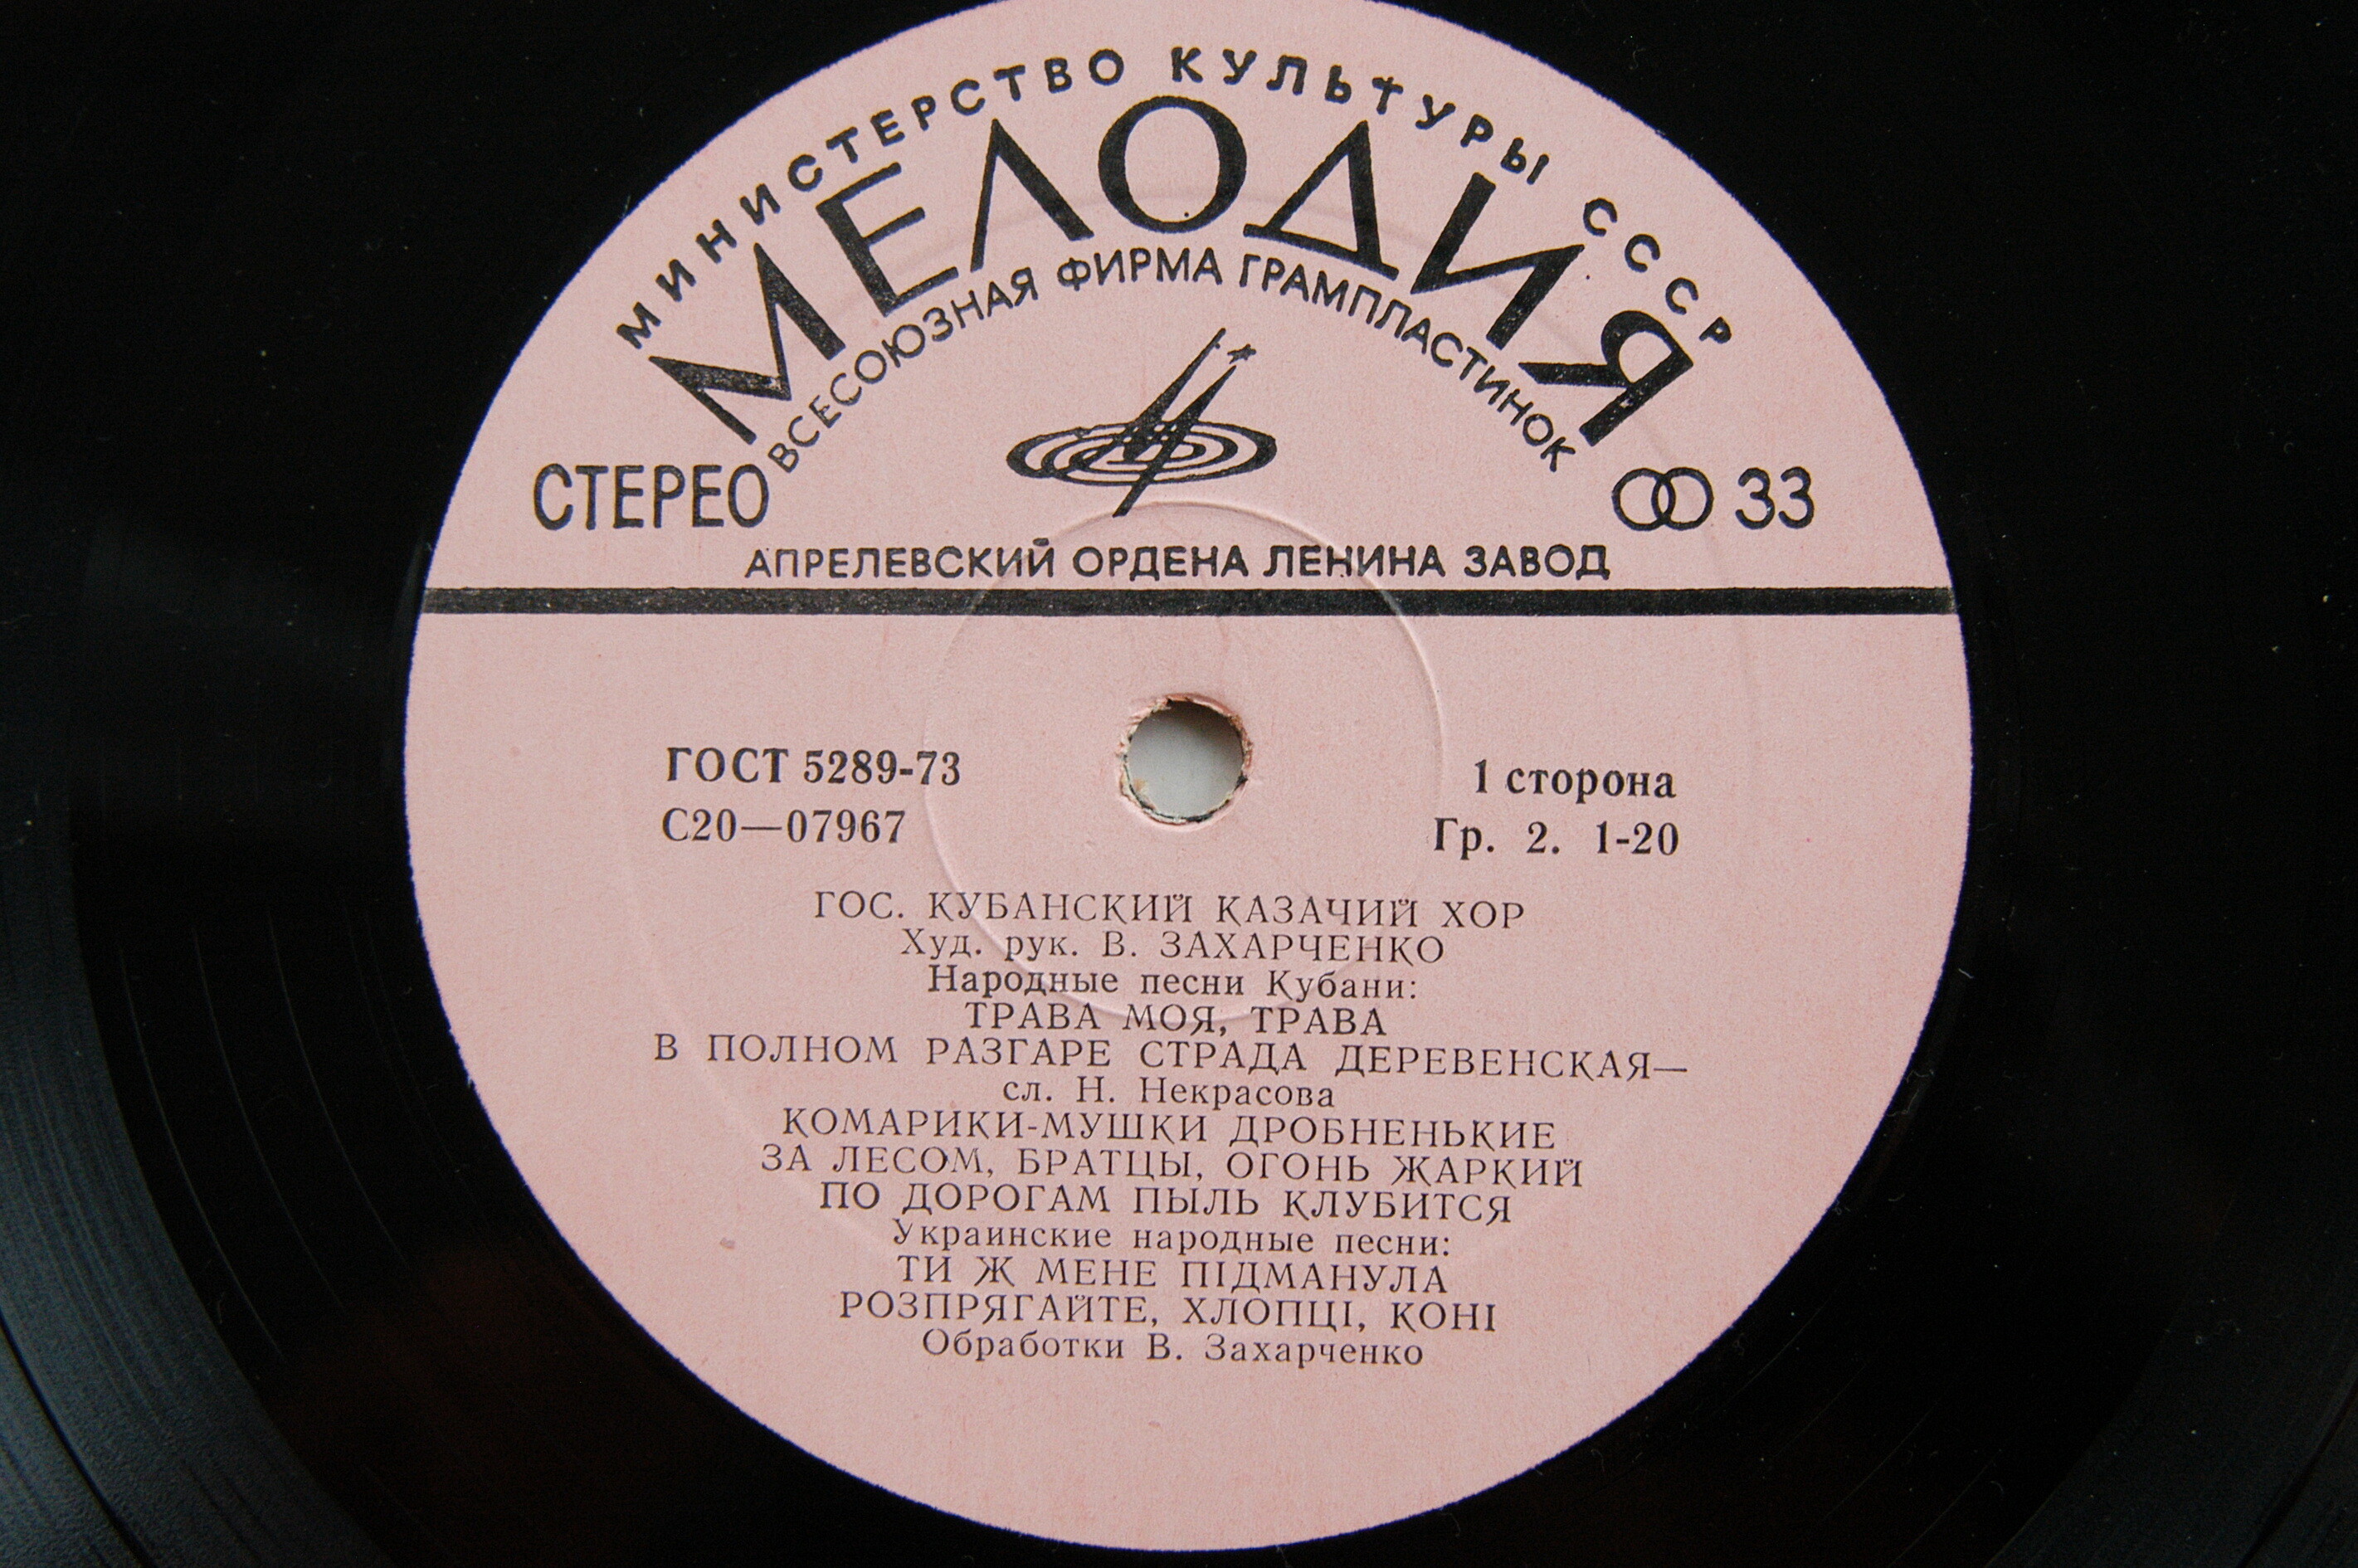 МИНИСТЕРСТВО КУЛЬТУРЫ СССР
МЕЛОДИЯ
ВСЕСОЮЗНАЯ ФИРМА ГРАМПЛАСТИНОК
СТЕРЕО 33
АПРЕЛЕВСКИЙ ОРДЕНА ЛЕНИНА ЗАВОД
ГОСТ 5289-73 1 сторона
С20—07967 Гр. 2. 1-20
ГОС. КУБАНСКИЙ КАЗАЧИЙ ХОР
Худ. рук. В. ЗАХАРЧЕНКО
Народные песни Кубани:
ТРАВА МОЯ, ТРАВА
В ПОЛНОМ РАЗГАРЕ СТРАДА ДЕРЕВЕНСКАЯ—
сл. Н. Некрасова
КОМАРИКИ-МУШКИ ДРОБНЕНЬКИЕ
ЗА ЛЕСОМ, БРАТЦЫ, ОГОНЬ ЖАРКИЙ
ПО ДОРОГАМ ПЫЛЬ КЛУБИТСЯ
Украинские народные песни:
ТИ Ж МЕНЕ ПІДМАНУЛА
РОЗПРЯГАЙТЕ, ХЛОПЦІ, КОНІ
Обработки В. Захарченко